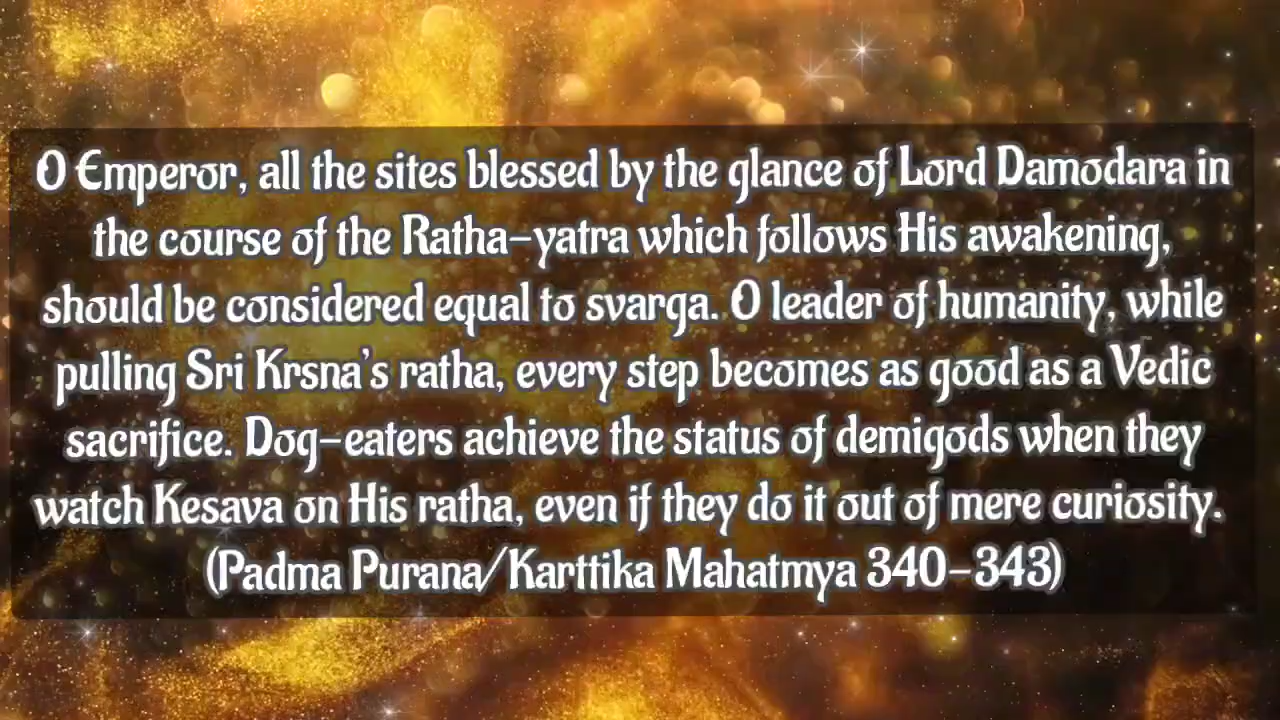 O Emperor, all the sites blessed by the glance of Lord Damodara in
the course of the Ratha-yatra which follows His awakening,
should be considered equal to svarga. O leader of humanity, while
pulling Sri Krsna's ratha, every step becomes as good as a Vedic
sacrifice. Dog-eaters achieve the status of demigods when they
watch Kesava on His ratha, even if they do it out of mere curiosity.
(Padma Purana/Karttika Mahatmya 340-343)